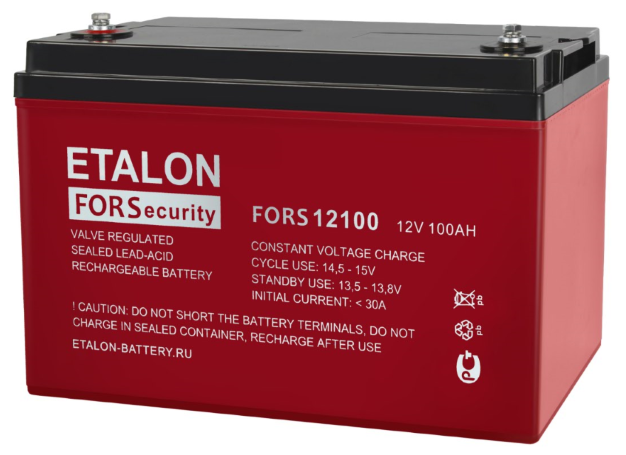 ETALON
FORSecurity
VALVE REGULATED
SEALED LEAD-ACID
RECHARGEABLE BATTERY
FORS 12100 12V 100AH
CONSTANT VOLTAGE CHARGE
CYCLE USE: 14,5 - 15V
STANDBY USE: 13,5 - 13,8V
INITIAL CURRENT: < 30A
! CAUTION: DO NOT SHORT THE BATTERY TERMINALS, DO NOT
CHARGE IN SEALED CONTAINER, RECHARGE AFTER USE
ETALON-BATTERY.RU
Pb
Pb
РСТ